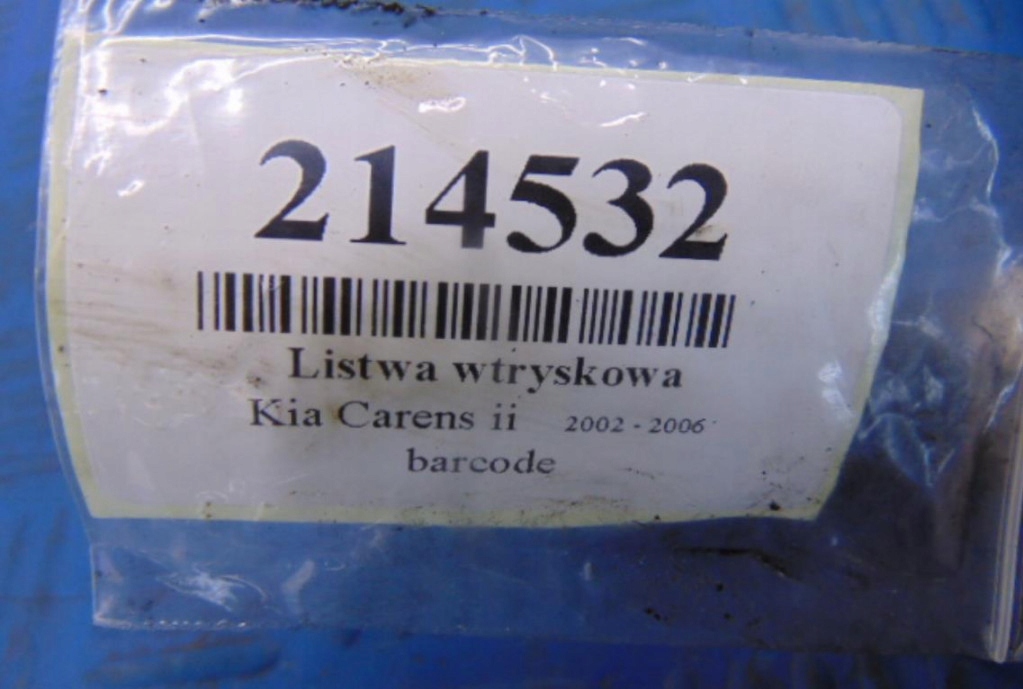 214532
Listwa wtryskowa
Kia Carens ii 2002 - 2006
barcode